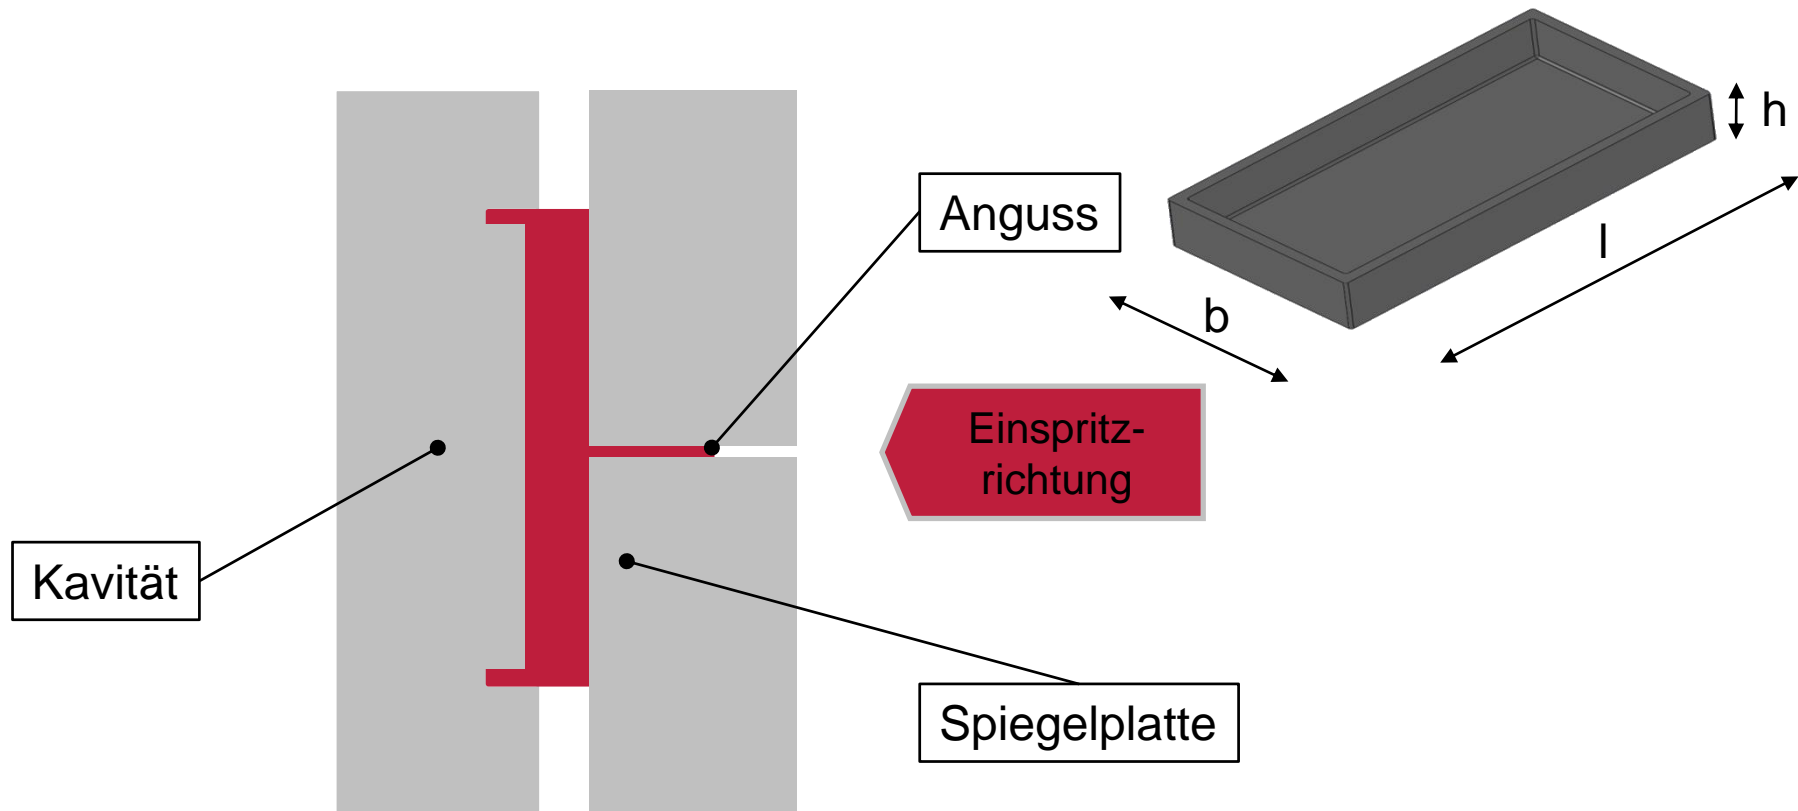 h
Anguss
l
b
Einspritz-
richtung
Kavität
Spiegelplatte